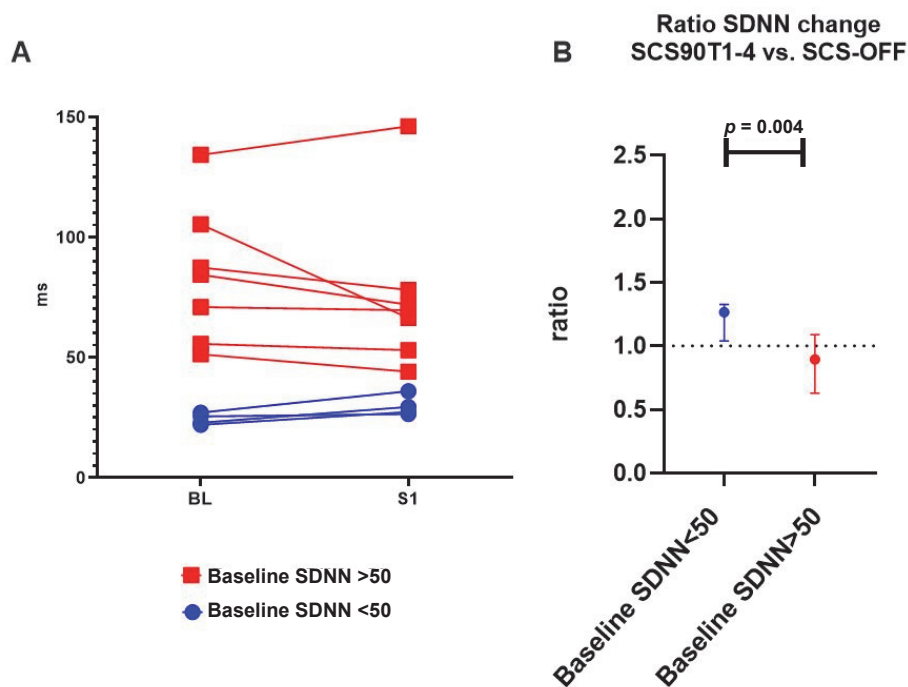 A
150
100
50
0
ms
BL
S1
Baseline SDNN >50
Baseline SDNN <50
B
Ratio SDNN change
SCS90T1-4 vs. SCS-OFF
p = 0.004
2.5
2.0
1.5
1.0
0.5
0.0
ratio
Baseline SDNN<50
Baseline SDNN>50